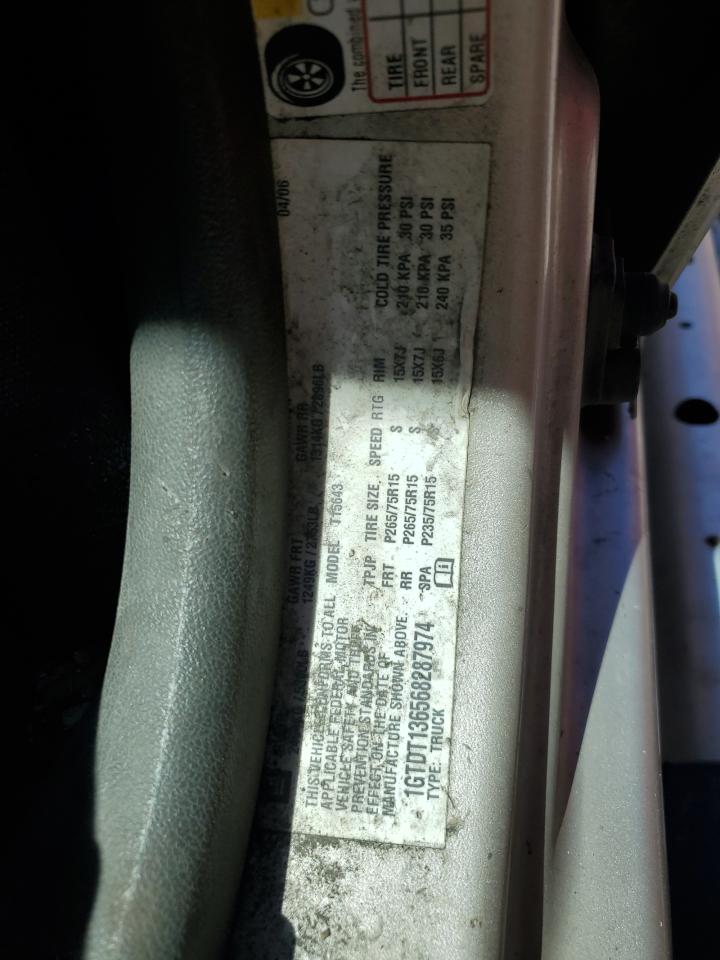 The combined
TIRE
FRONT
REAR
SPARE
04/06
GAWR FRT GAWR RR
1249KG / 1314KG / 2896LB
THIS VEHICLE CONFORMS TO ALL MODEL T15643
APPLICABLE FEDERAL MOTOR
VEHICLE SAFETY AND THEFT
PREVENTION STANDARDS IN TPJP TIRE SIZE SPEED RTG RIM COLD TIRE PRESSURE
EFFECT ON THE DATE OF FRT P265/75R15 S 15X7J 210 KPA 30 PSI
MANUFACTURE SHOWN ABOVE. RR P265/75R15 S 15X7J 210 KPA 30 PSI
1GTDT136568287974 SPA P235/75R15 S 15X6J 240 KPA 35 PSI
TYPE: TRUCK